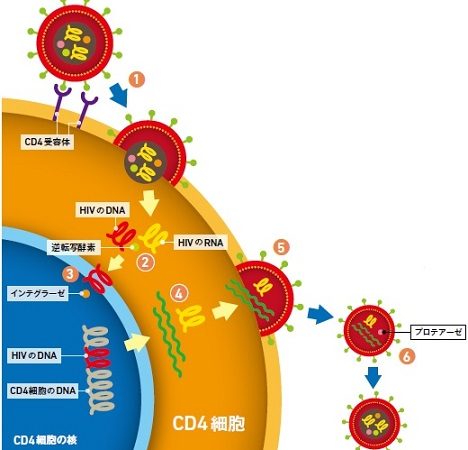 1
CD4受容体
HIVのDNA
逆転写酵素
HIVのRNA
2
3
インテグラーゼ
4
5
HIVのDNA
CD4細胞のDNA
CD4細胞
CD4細胞の核
プロテアーゼ
6